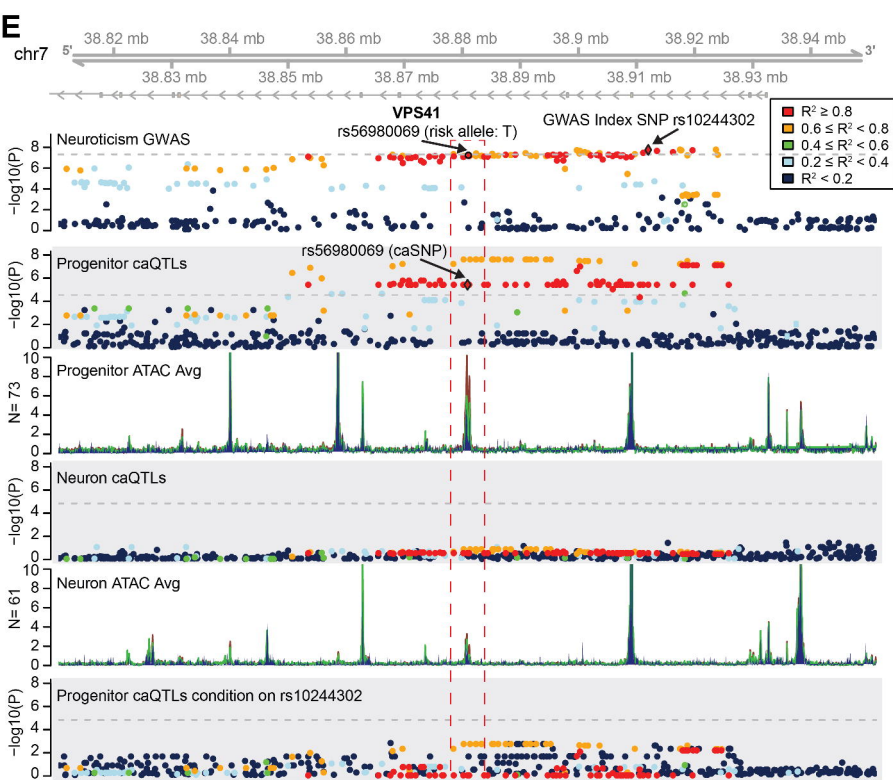 E
38.82 mb 38.84 mb 38.86 mb 38.88 mb 38.9 mb 38.92 mb 38.94 mb
chr7 5' 3'
38.83 mb 38.85 mb 38.87 mb 38.89 mb 38.91 mb 38.93 mb
VPS41
rs56980069 (risk allele: T)
GWAS Index SNP rs10244302
R² ≥ 0.8
0.6 ≤ R² < 0.8
0.4 ≤ R² < 0.6
0.2 ≤ R² < 0.4
R² < 0.2
Neuroticism GWAS
−log10(P)
8
6
4
2
0
rs56980069 (caSNP)
Progenitor caQTLs
−log10(P)
8
6
4
2
0
Progenitor ATAC Avg
N= 73
10
8
6
4
2
0
Neuron caQTLs
−log10(P)
8
6
4
2
0
Neuron ATAC Avg
N= 61
10
8
6
4
2
0
Progenitor caQTLs condition on rs10244302
−log10(P)
8
6
4
2
0